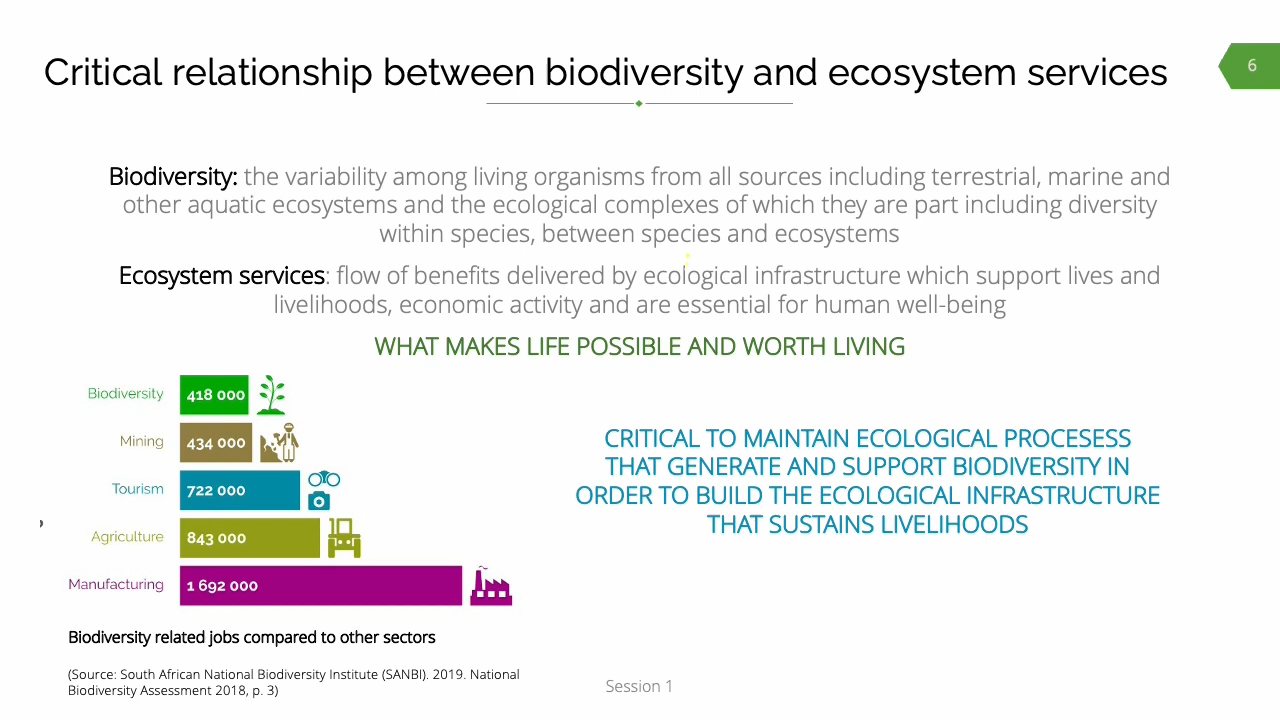 Critical relationship between biodiversity and ecosystem services
6
Biodiversity: the variability among living organisms from all sources including terrestrial, marine and
other aquatic ecosystems and the ecological complexes of which they are part including diversity
within species, between species and ecosystems
Ecosystem services: flow of benefits delivered by ecological infrastructure which support lives and
livelihoods, economic activity and are essential for human well-being
WHAT MAKES LIFE POSSIBLE AND WORTH LIVING
Biodiversity 418 000
Mining 434 000
Tourism 722 000
Agriculture 843 000
Manufacturing 1 692 000
CRITICAL TO MAINTAIN ECOLOGICAL PROCESESS
THAT GENERATE AND SUPPORT BIODIVERSITY IN
ORDER TO BUILD THE ECOLOGICAL INFRASTRUCTURE
THAT SUSTAINS LIVELIHOODS
Biodiversity related jobs compared to other sectors
(Source: South African National Biodiversity Institute (SANBI). 2019. National
Biodiversity Assessment 2018, p. 3)
Session 1